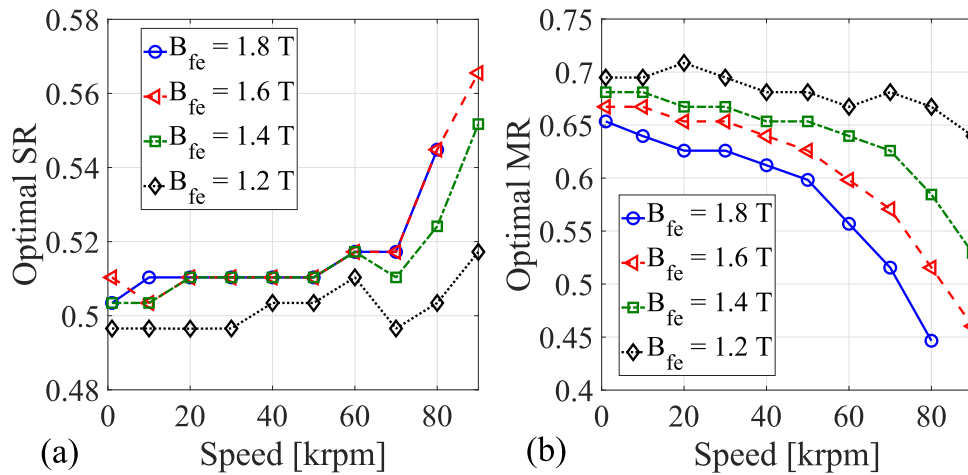 0.58
0.56
0.54
0.52
0.5
0.48
Optimal SR
B_fe = 1.8 T
B_fe = 1.6 T
B_fe = 1.4 T
B_fe = 1.2 T
0 20 40 60 80
(a) Speed [krpm]
0.75
0.7
0.65
0.6
0.55
0.5
0.45
0.4
Optimal MR
B_fe = 1.8 T
B_fe = 1.6 T
B_fe = 1.4 T
B_fe = 1.2 T
0 20 40 60 80
(b) Speed [krpm]